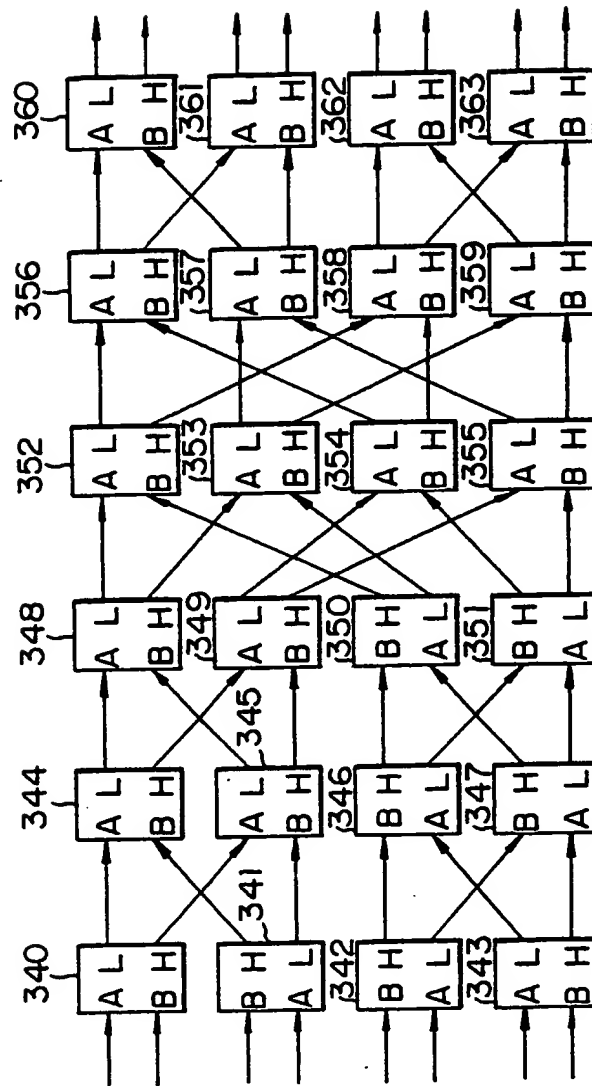 340 344 348 352 356 360
A L A L A L A L A L A L
B H B H B H B H B H B H
341 345 349 353 357 361
B H A L A L A L A L A L
A L B H B H B H B H B H
342 346 350 354 358 362
B H B H B H A L A L A L
A L A L A L B H B H B H
343 347 351 355 359 363
A L B H B H A L A L A L
B H A L A L B H B H B H